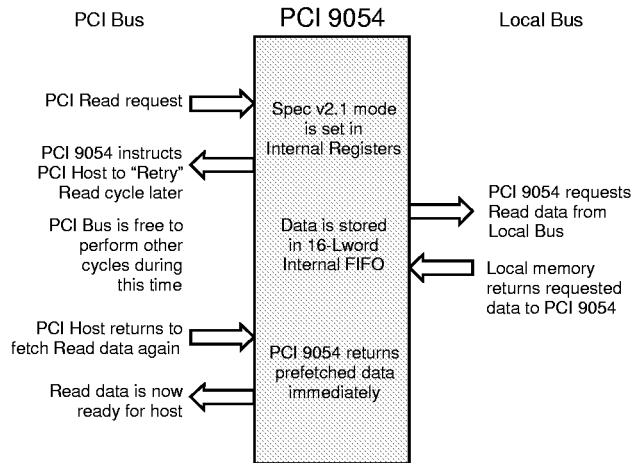 PCI Bus
PCI 9054
Local Bus
PCI Read request
Spec v2.1 mode
is set in
Internal Registers
PCI 9054 instructs
PCI Host to “Retry”
Read cycle later
PCI 9054 requests
Read data from
Local Bus
PCI Bus is free to
perform other
cycles during
this time
Data is stored
in 16-Lword
Internal FIFO
Local memory
returns requested
data to PCI 9054
PCI Host returns to
fetch Read data again
PCI 9054 returns
prefetched data
immediately
Read data is now
ready for host